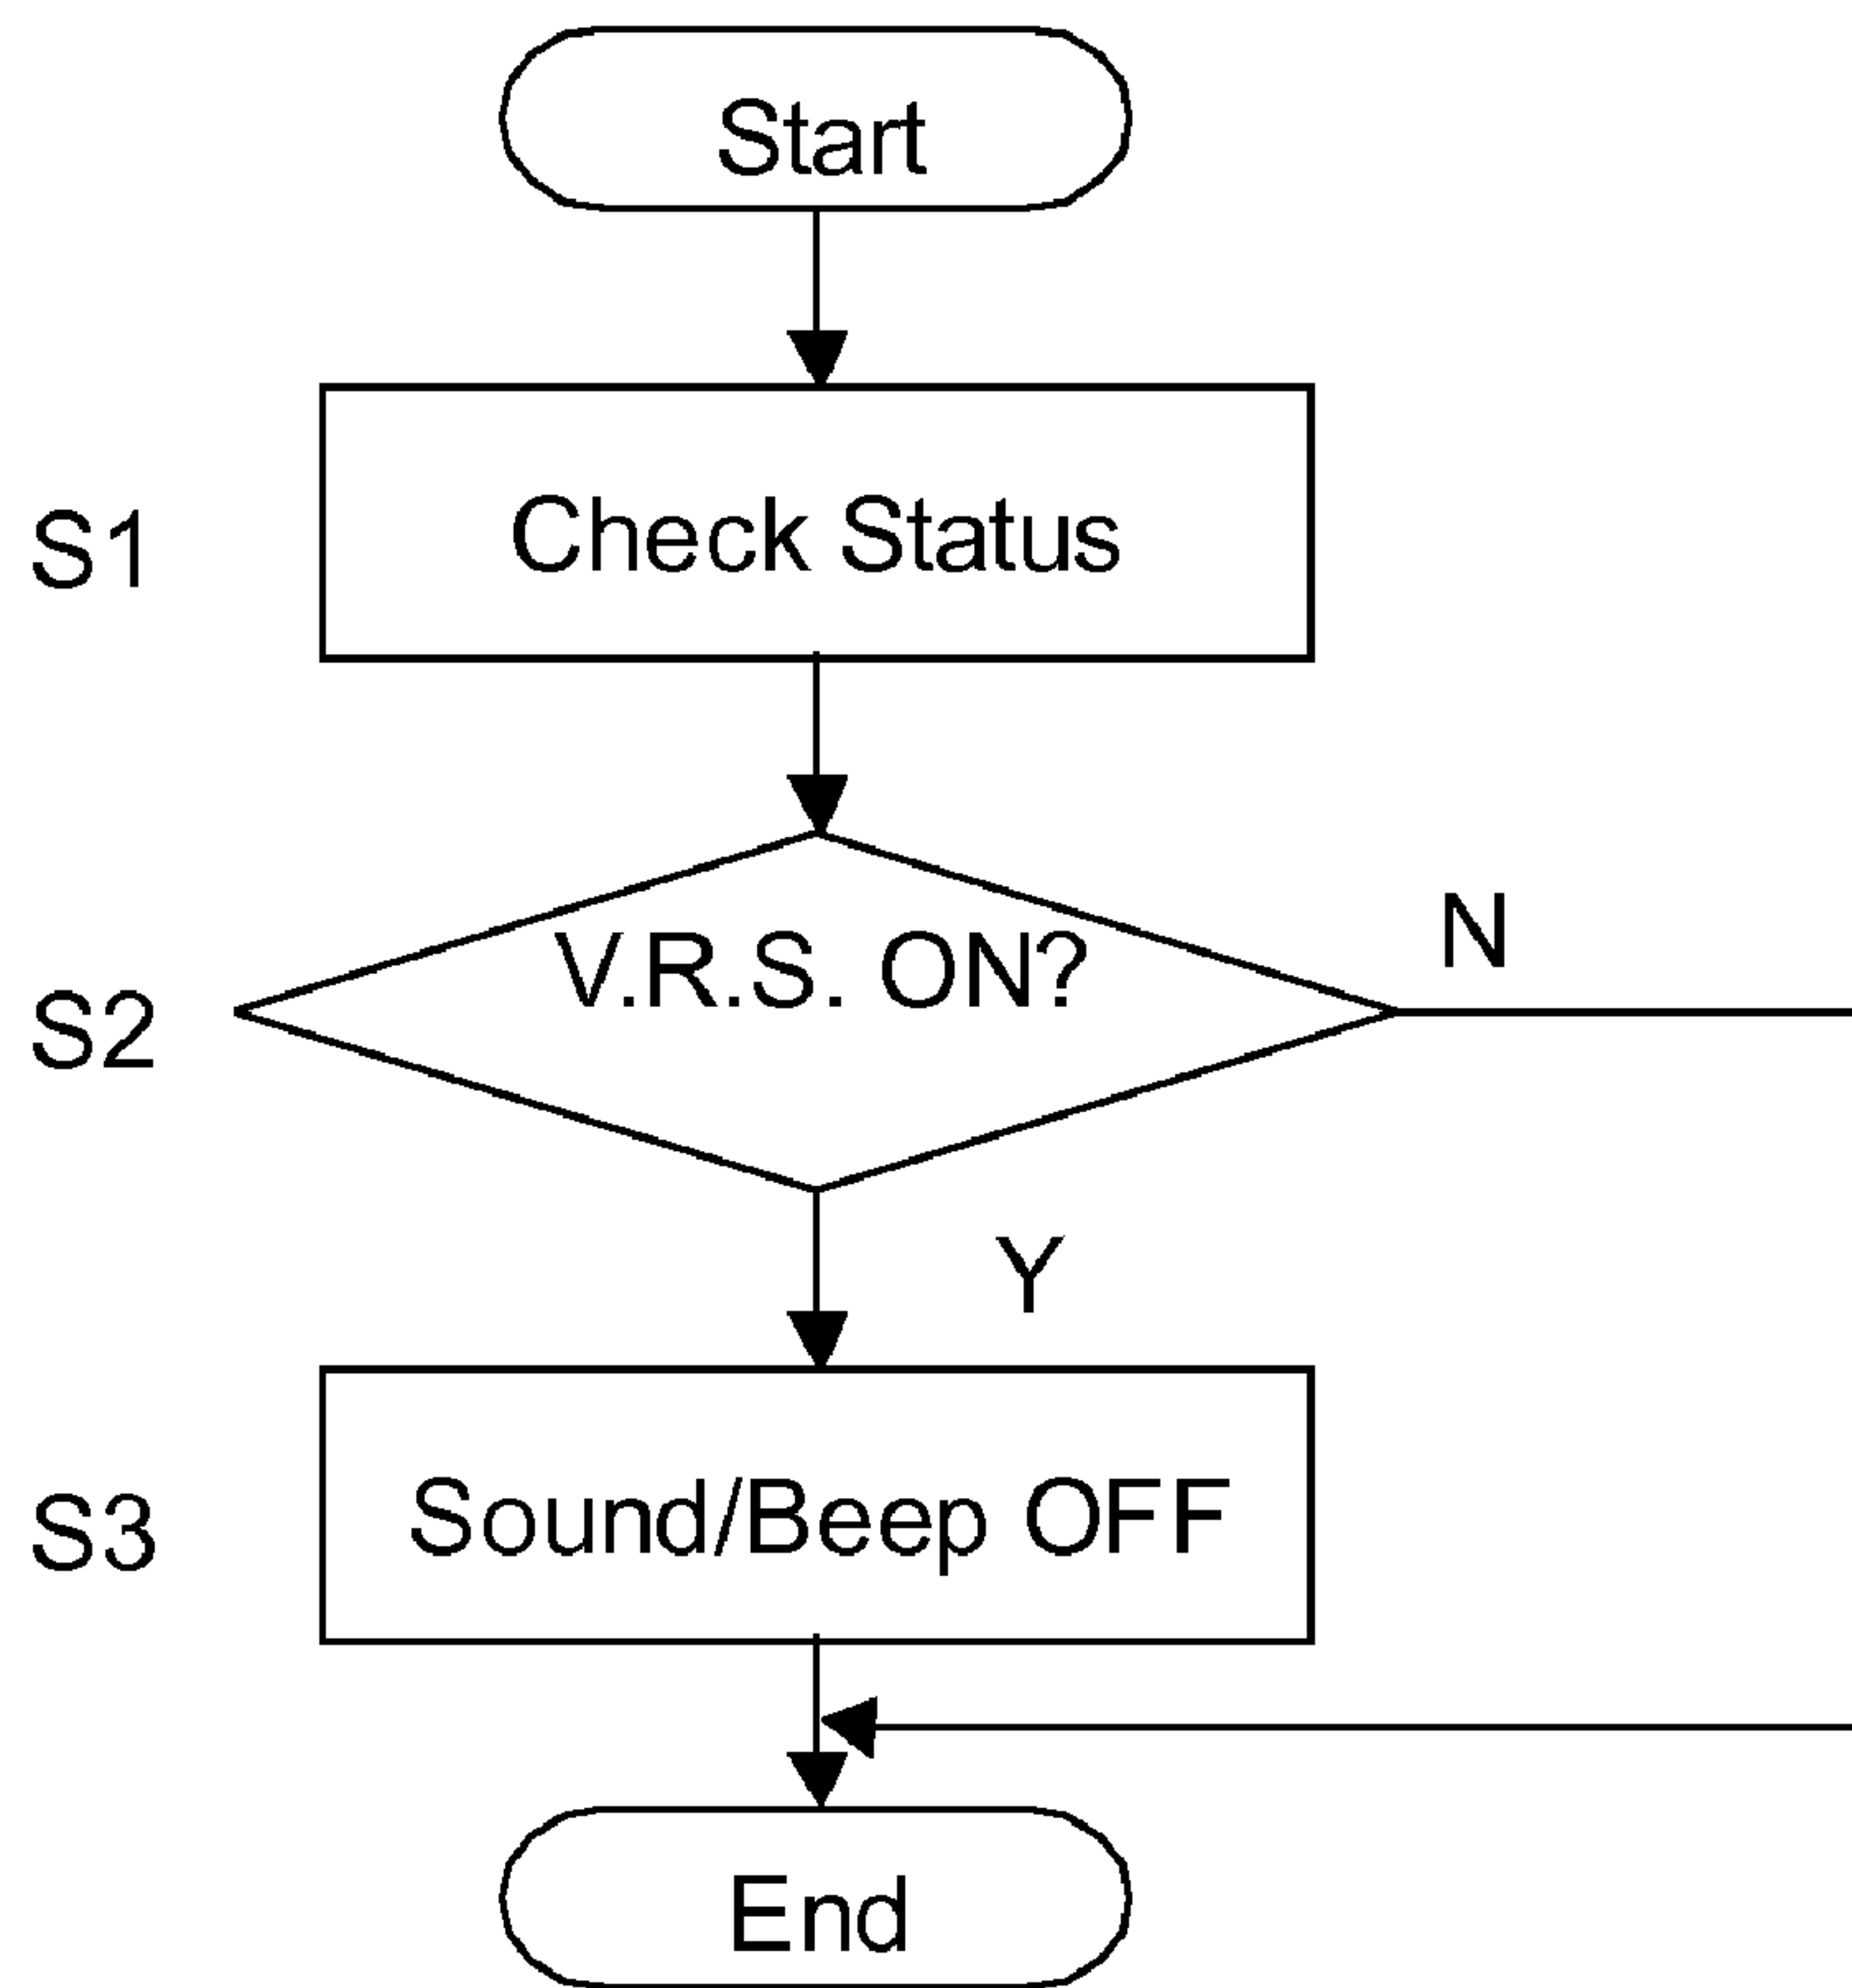 Start
S1
Check Status
V.R.S. ON?
N
S2
Y
S3
Sound/Beep OFF
End